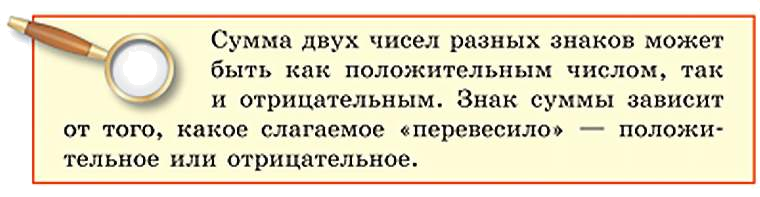 Сумма двух чисел разных знаков может
быть как положительным числом, так
и отрицательным. Знак суммы зависит
от того, какое слагаемое «перевесило» — положи-
тельное или отрицательное.